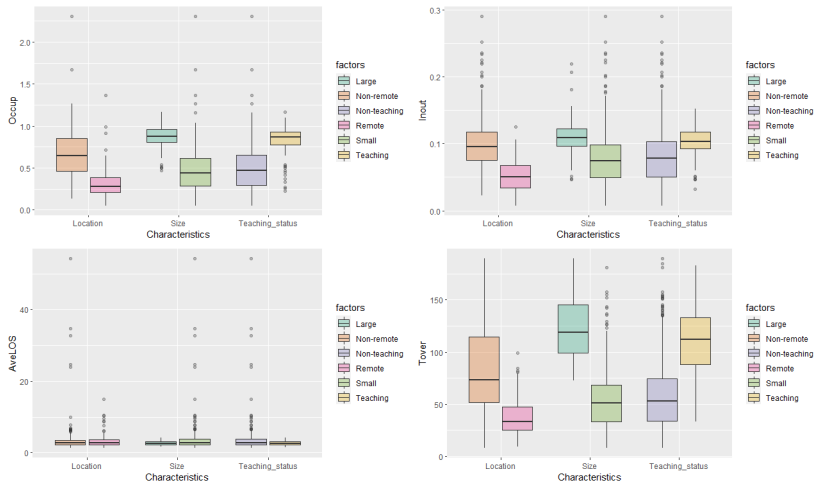 Occup
2.0
1.5
1.0
0.5
0.0
Location Size Teaching_status
Characteristics
factors
Large
Non-remote
Non-teaching
Remote
Small
Teaching
Inout
0.3
0.2
0.1
0.0
Location Size Teaching_status
Characteristics
factors
Large
Non-remote
Non-teaching
Remote
Small
Teaching
AveLOS
40
20
0
Location Size Teaching_status
Characteristics
factors
Large
Non-remote
Non-teaching
Remote
Small
Teaching
Tover
150
100
50
0
Location Size Teaching_status
Characteristics
factors
Large
Non-remote
Non-teaching
Remote
Small
Teaching